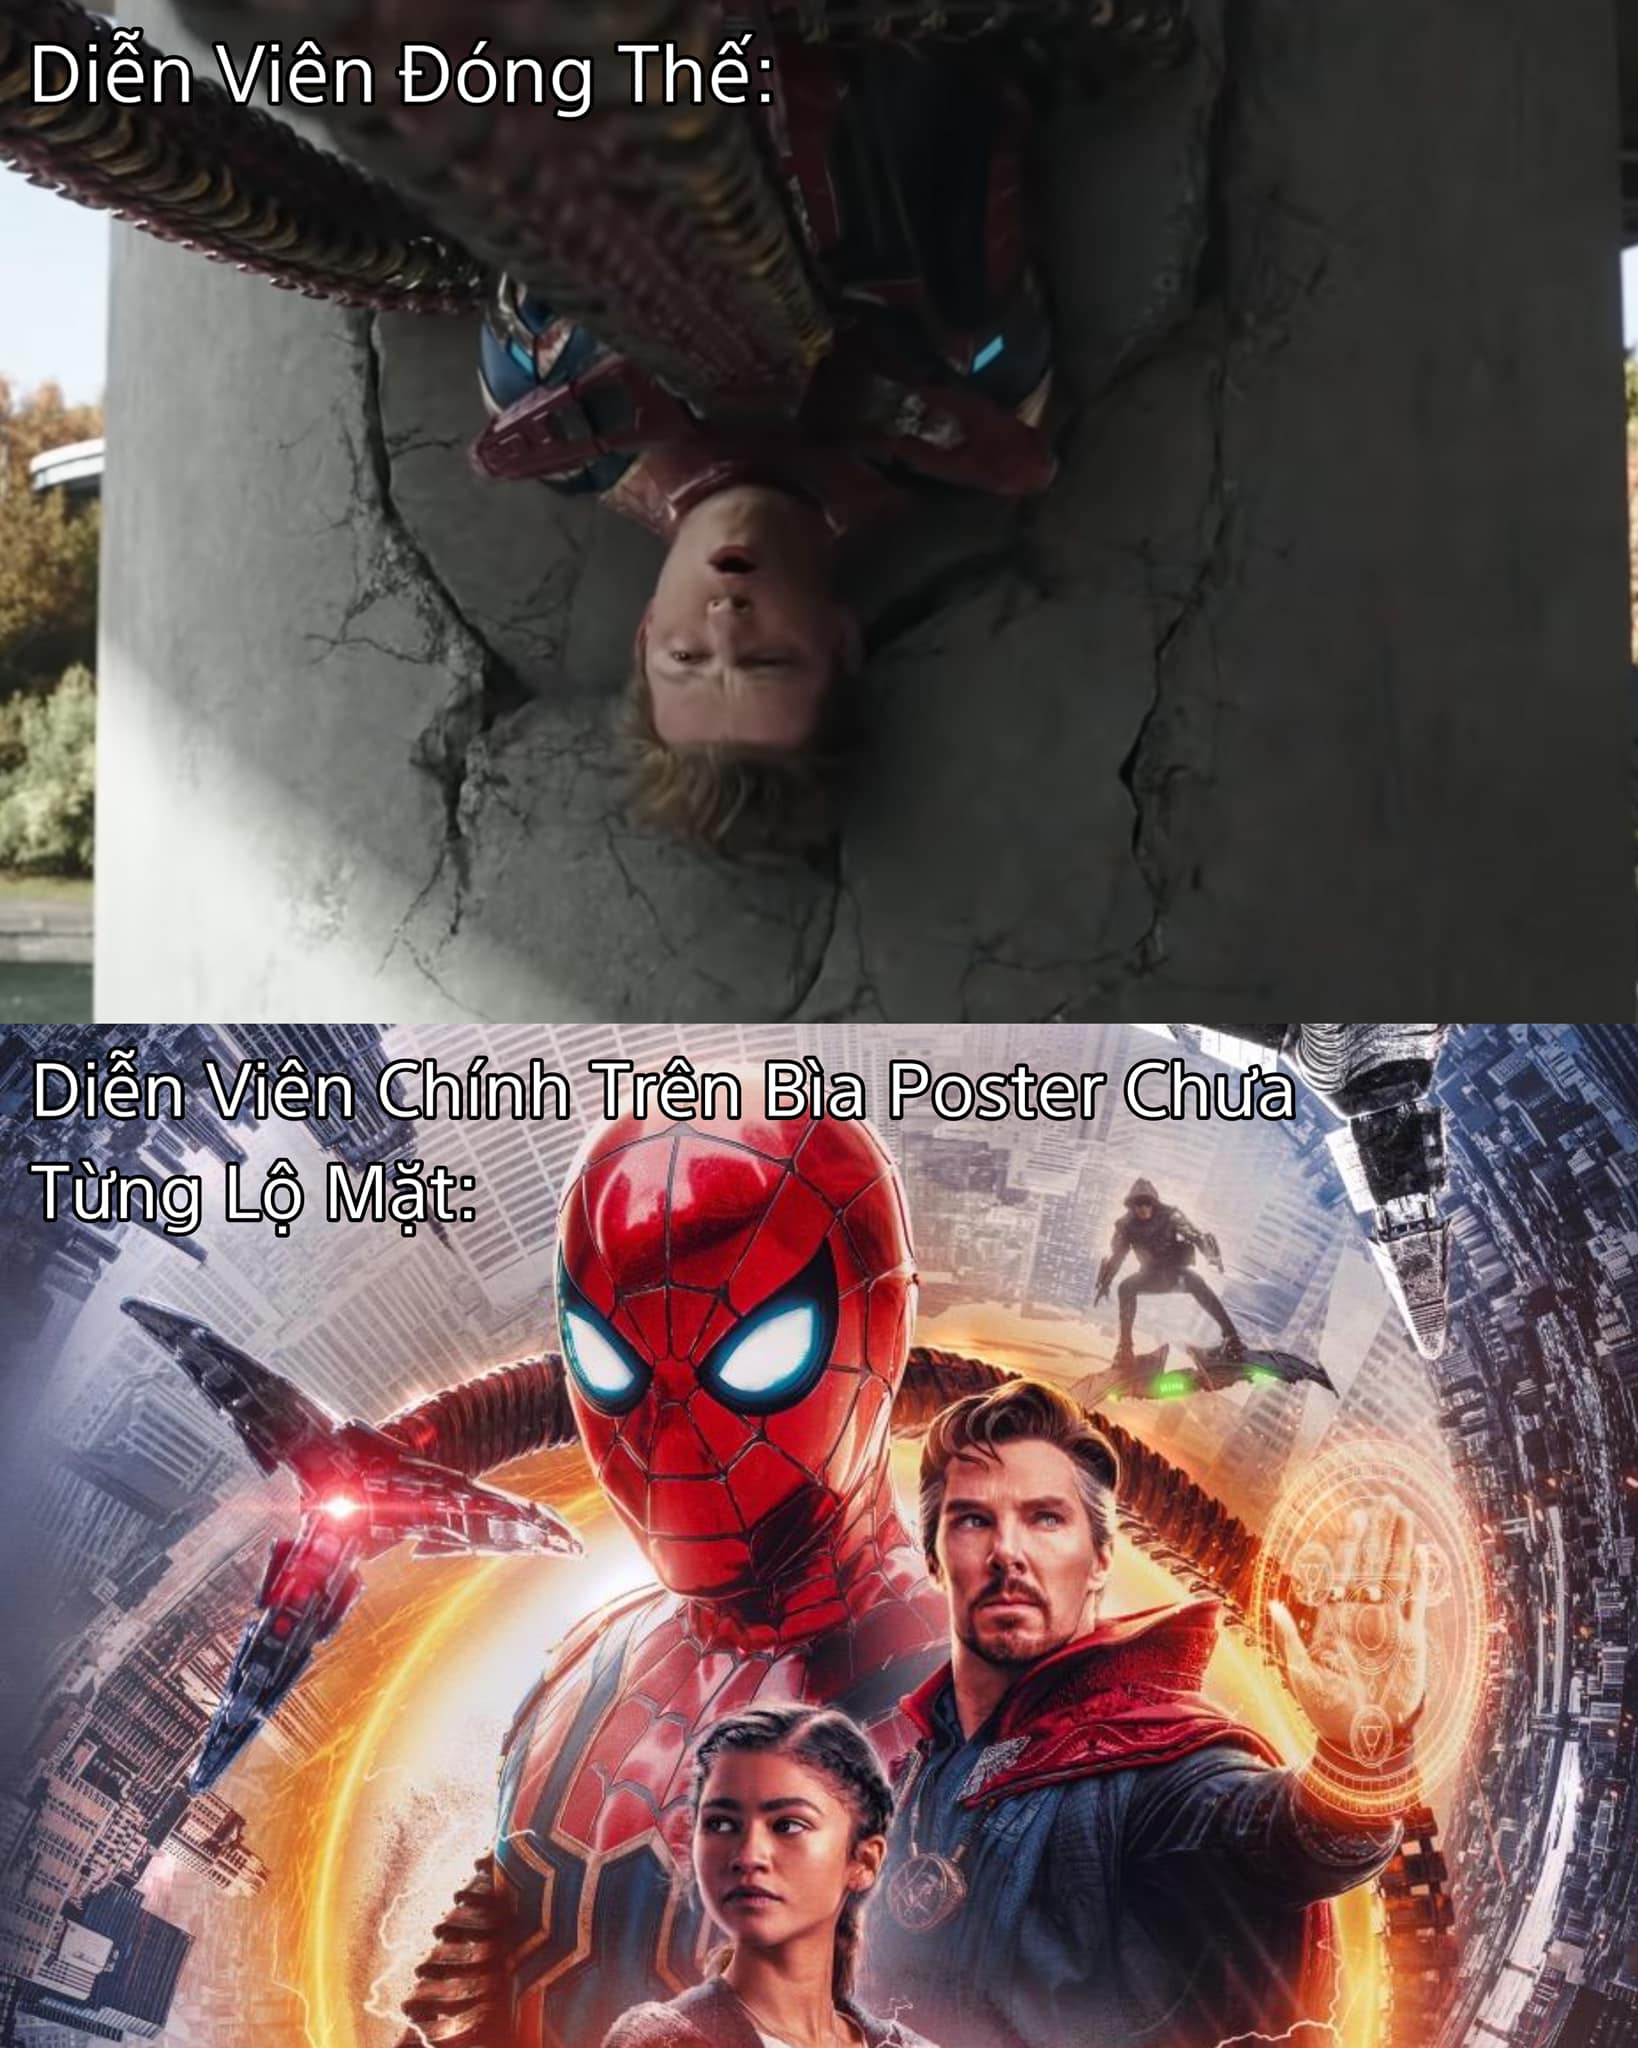 Diễn Viên Đóng Thế:
Diễn Viên Chính Trên Bìa Poster Chưa
Từng Lộ Mặt: